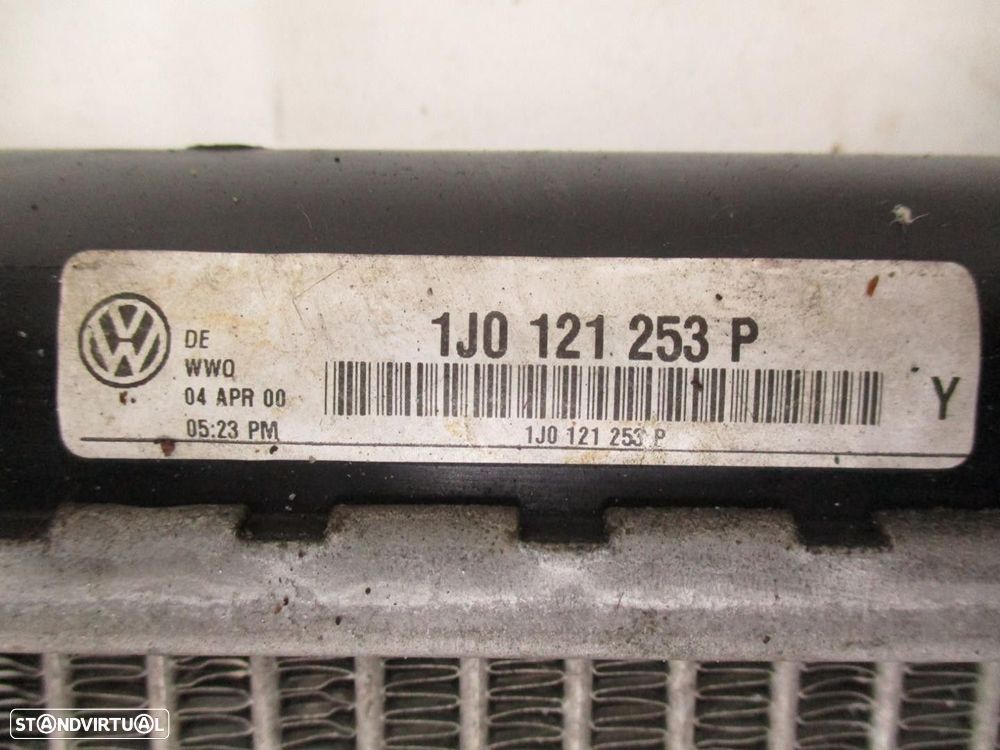 1J0 121 253 P
DE
WWQ
04 APR 00
05:23 PM
1J0 121 253 P
Y
STANDVIRTUAL